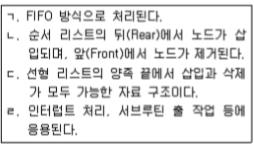 ㄱ. FIFO 방식으로 처리된다.
ㄴ. 순서 리스트의 뒤(Rear)에서 노드가 삽
입되며, 앞(Front)에서 노드가 제거된다.
ㄷ. 선형 리스트의 양쪽 끝에서 삽입과 삭제
가 모두 가능한 자료 구조이다.
ㄹ. 인터럽트 처리, 서브루틴 호출 작업 등에
응용된다.